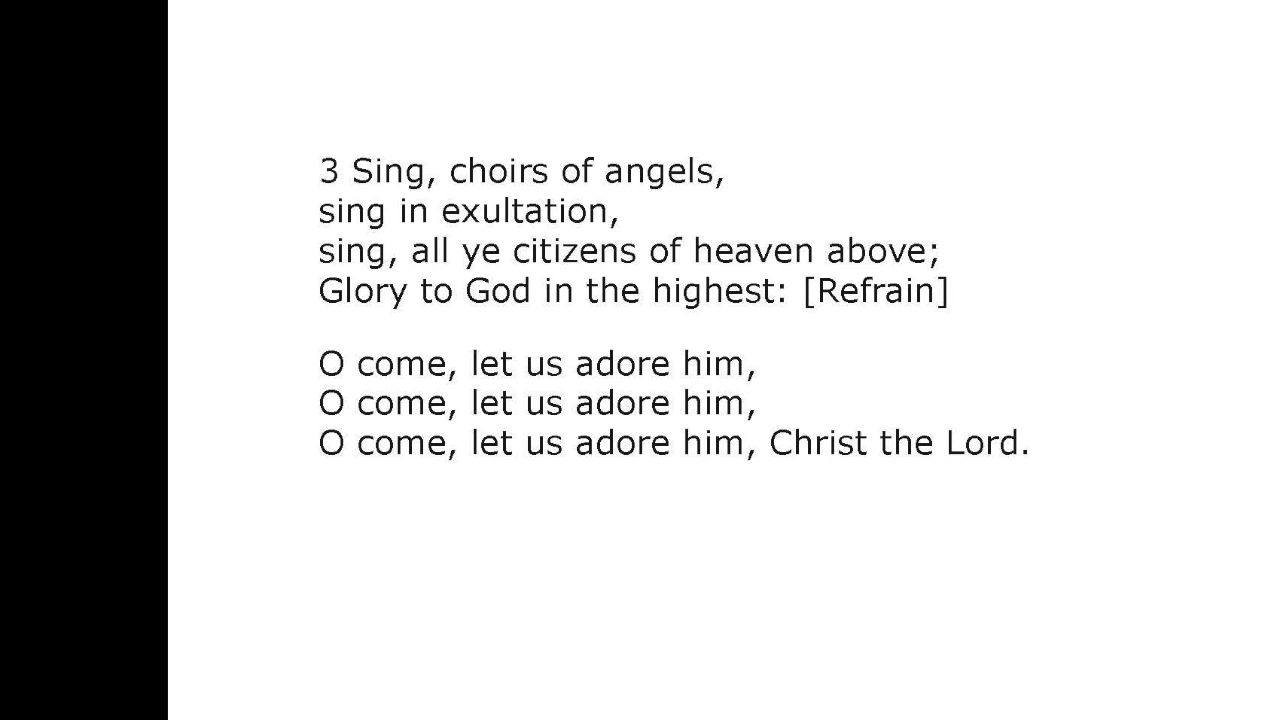 3 Sing, choirs of angels,
sing in exultation,
sing, all ye citizens of heaven above;
Glory to God in the highest: [Refrain]
O come, let us adore him,
O come, let us adore him,
O come, let us adore him, Christ the Lord.